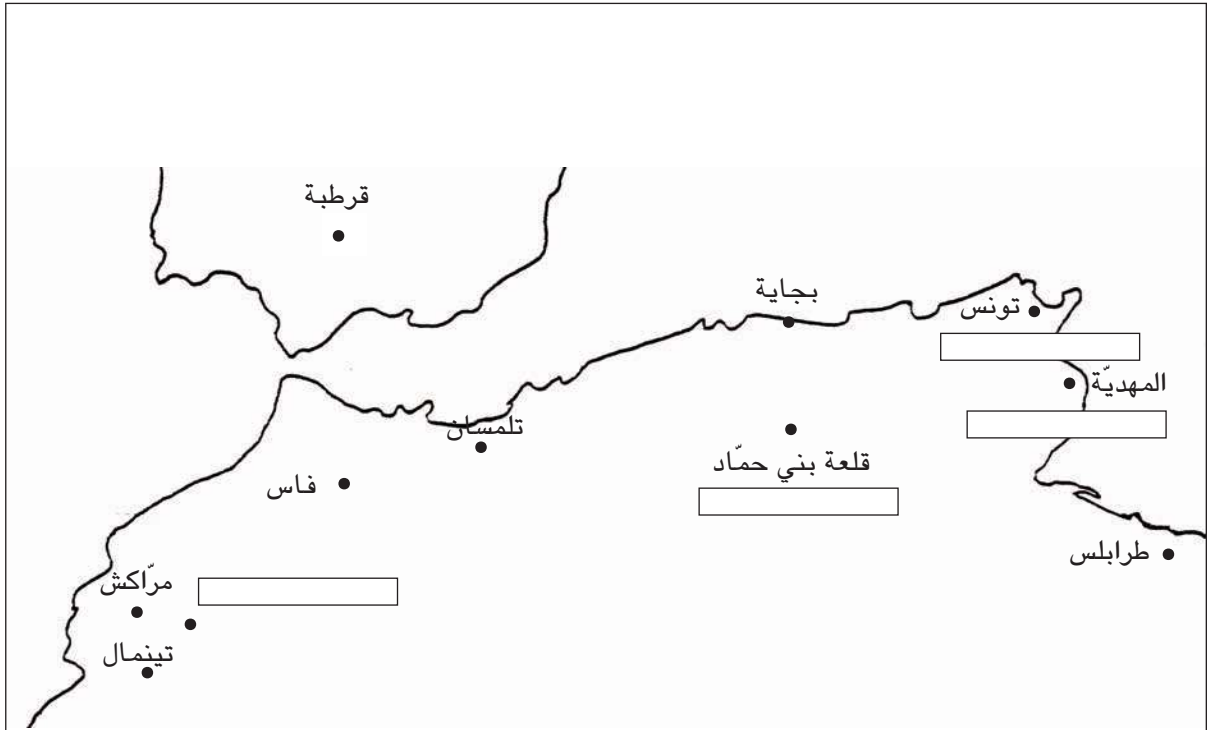 قرطبة
بجاية
تونس
المهديّة
تلمسان
قلعة بني حمّاد
فاس
طرابلس
مرّاكش
تينمال